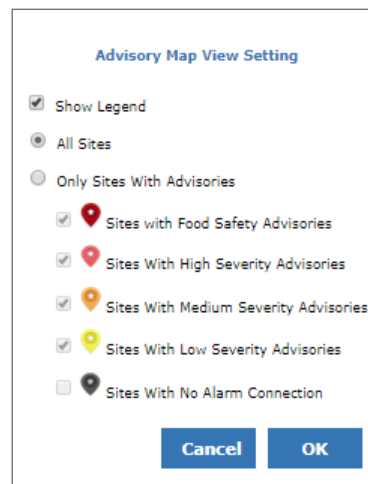 Advisory Map View Setting
Show Legend
All Sites
Only Sites With Advisories
Sites with Food Safety Advisories
Sites With High Severity Advisories
Sites With Medium Severity Advisories
Sites With Low Severity Advisories
Sites With No Alarm Connection
Cancel OK